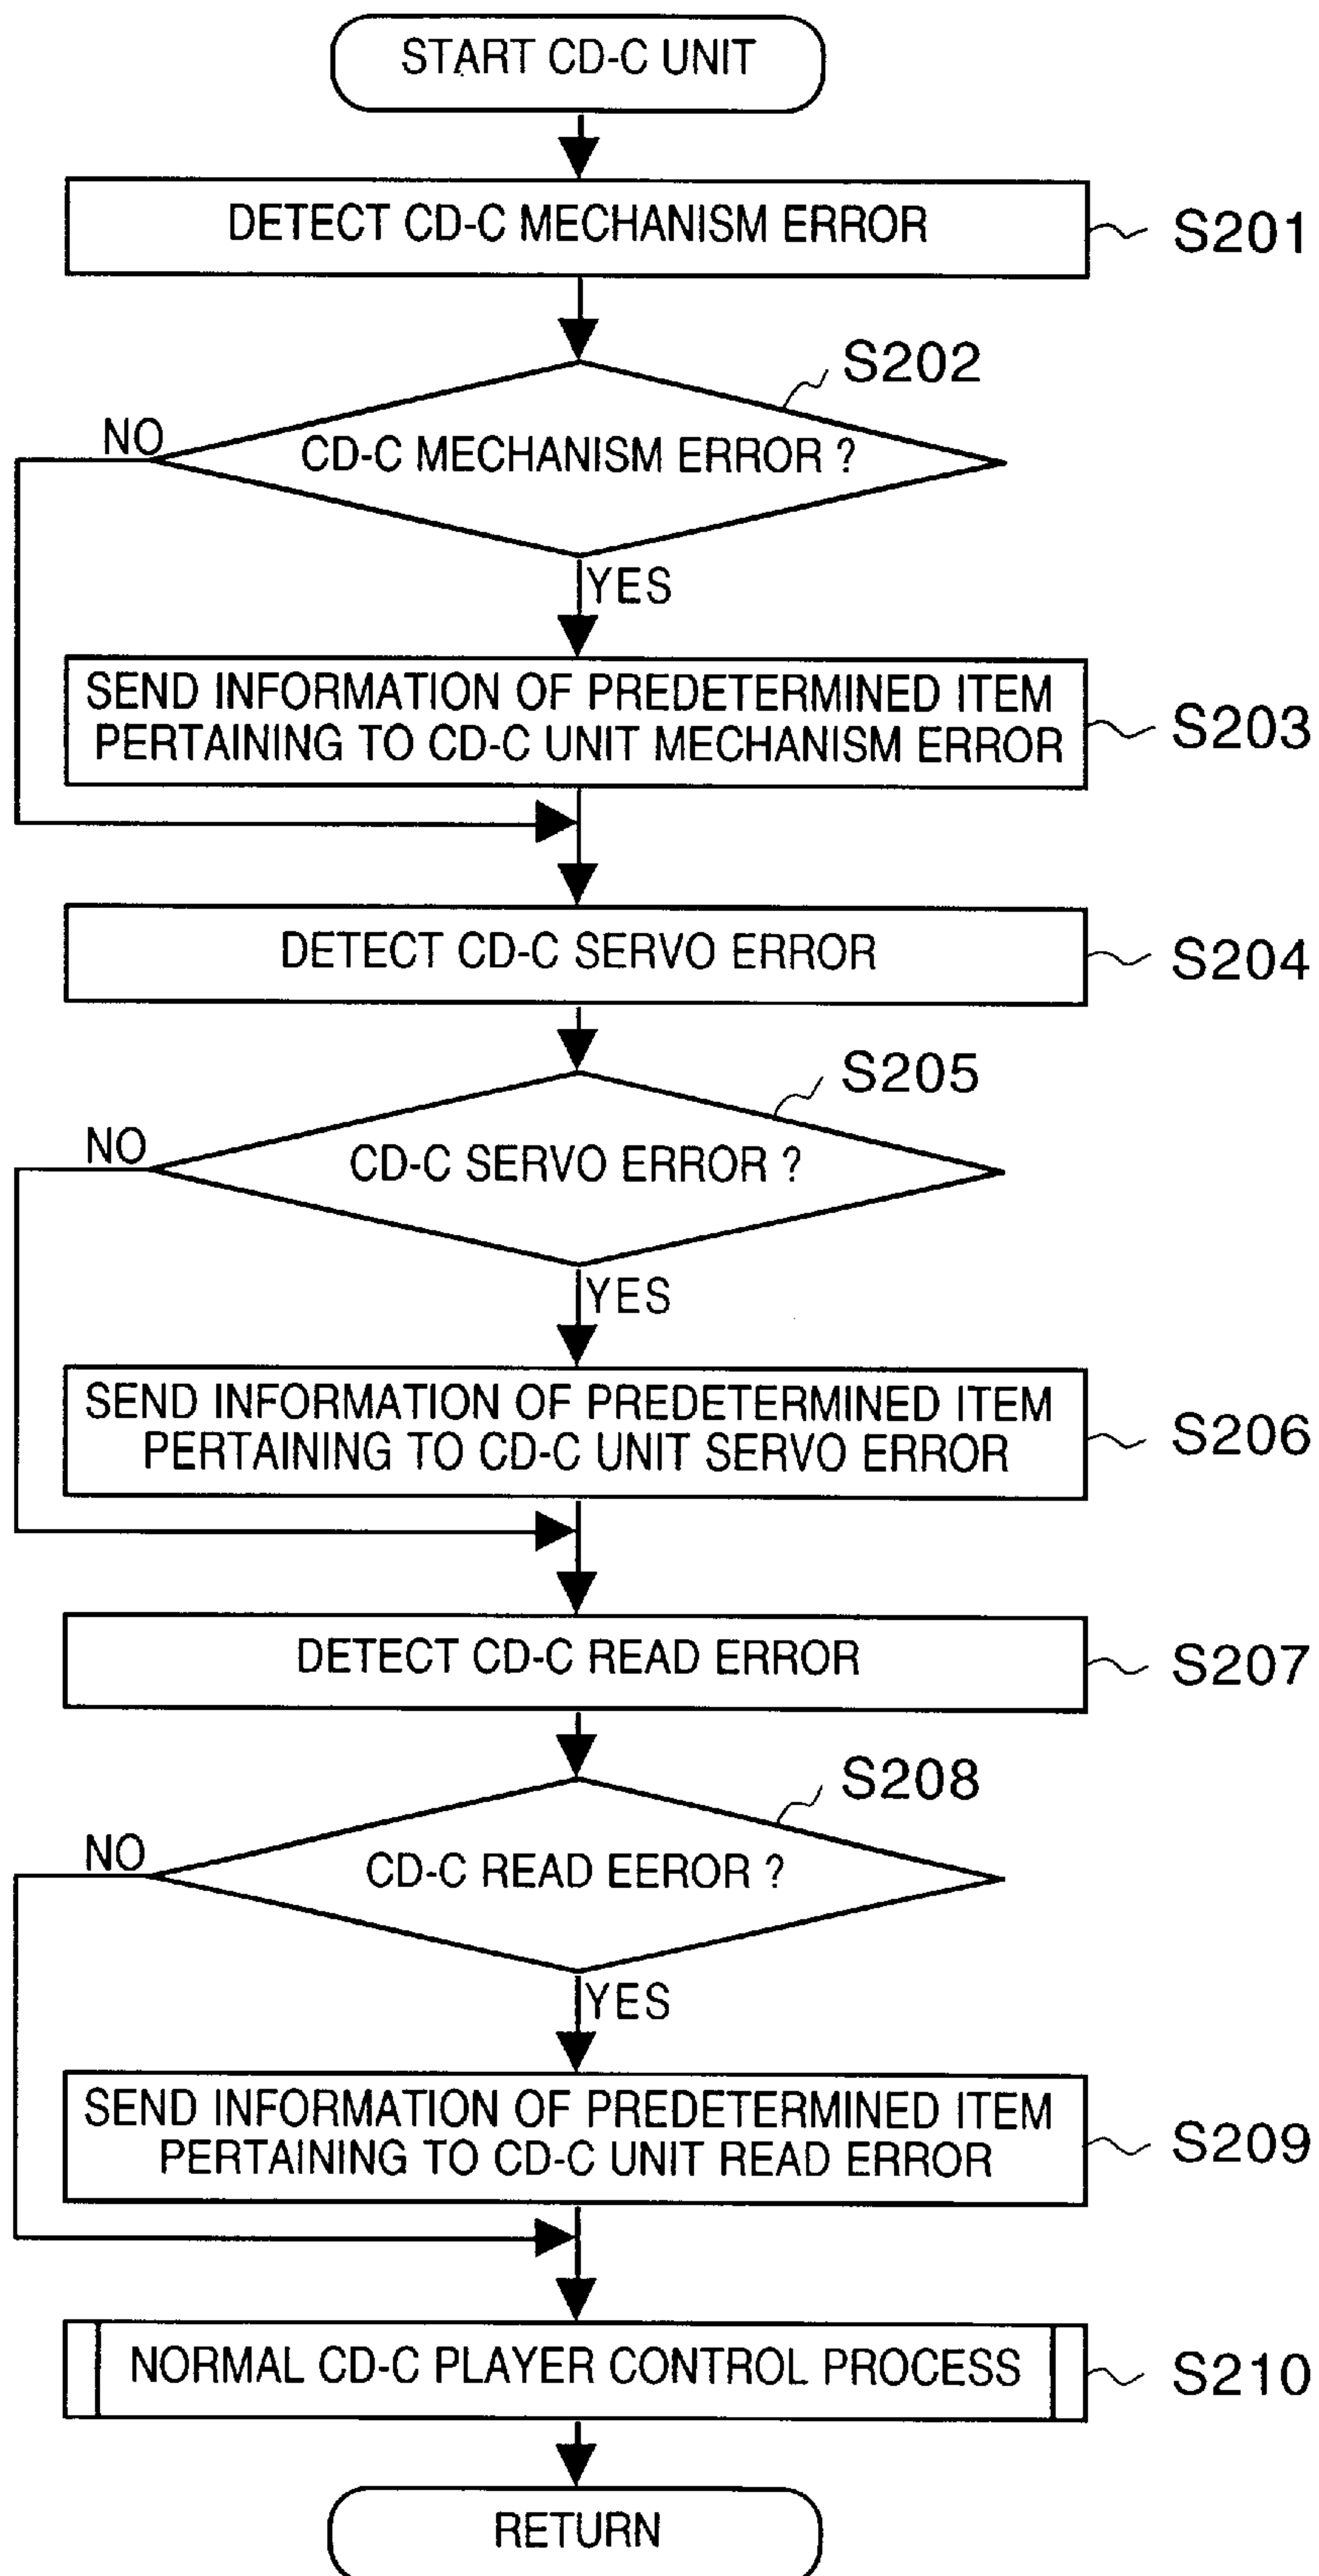 START CD-C UNIT
DETECT CD-C MECHANISM ERROR
S201
S202
NO
CD-C MECHANISM ERROR ?
YES
SEND INFORMATION OF PREDETERMINED ITEM
PERTAINING TO CD-C UNIT MECHANISM ERROR
S203
DETECT CD-C SERVO ERROR
S204
S205
NO
CD-C SERVO ERROR ?
YES
SEND INFORMATION OF PREDETERMINED ITEM
PERTAINING TO CD-C UNIT SERVO ERROR
S206
DETECT CD-C READ ERROR
S207
S208
NO
CD-C READ EEROR ?
YES
SEND INFORMATION OF PREDETERMINED ITEM
PERTAINING TO CD-C UNIT READ ERROR
S209
NORMAL CD-C PLAYER CONTROL PROCESS
S210
RETURN